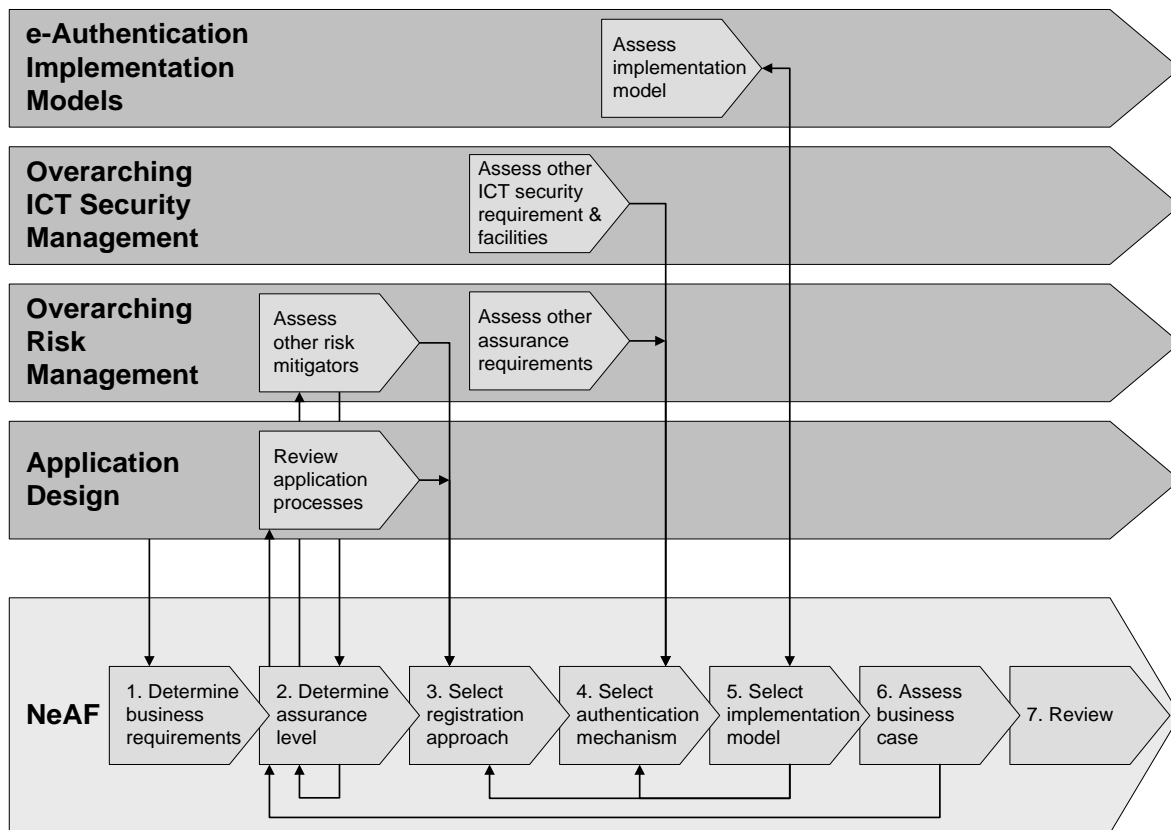 e-Authentication
Implementation
Models
Assess
implementation
model
Overarching
ICT Security
Management
Assess other
ICT security
requirement &
facilities
Overarching
Risk
Management
Assess
other risk
mitigators
Assess other
assurance
requirements
Application
Design
Review
application
processes
NeAF
1. Determine
business
requirements
2. Determine
assurance
level
3. Select
registration
approach
4. Select
authentication
mechanism
5. Select
implementation
model
6. Assess
business
case
7. Review